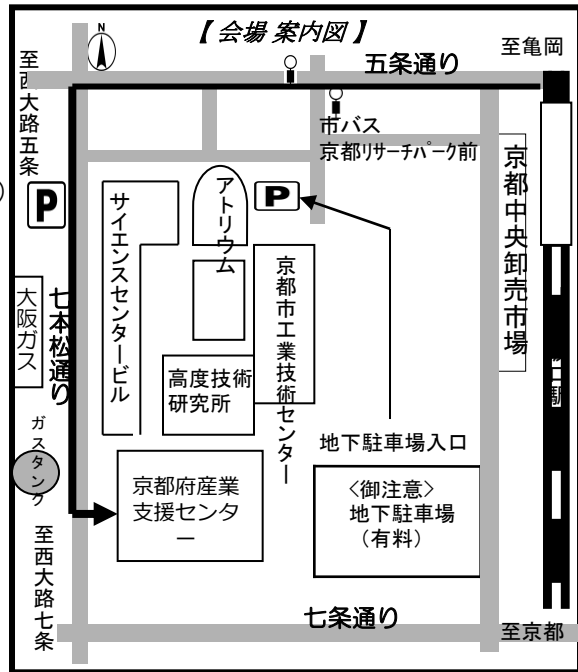 【 会場 案内図 】
N
至亀岡
五条通り
至西大路五条
市バス
京都ﾘｻｰﾁﾊﾟｰｸ前
P
P
アトリウム
サイエンスセンタービル
京都中央卸売市場
京都市工業技術センター
大阪ガス
七本松通り
高度技術
研究所
ガスタンク
地下駐車場入口
京都府産業
支援センタ
ー
<御注意>
地下駐車場
(有料)
至西大路七条
七条通り
至京都